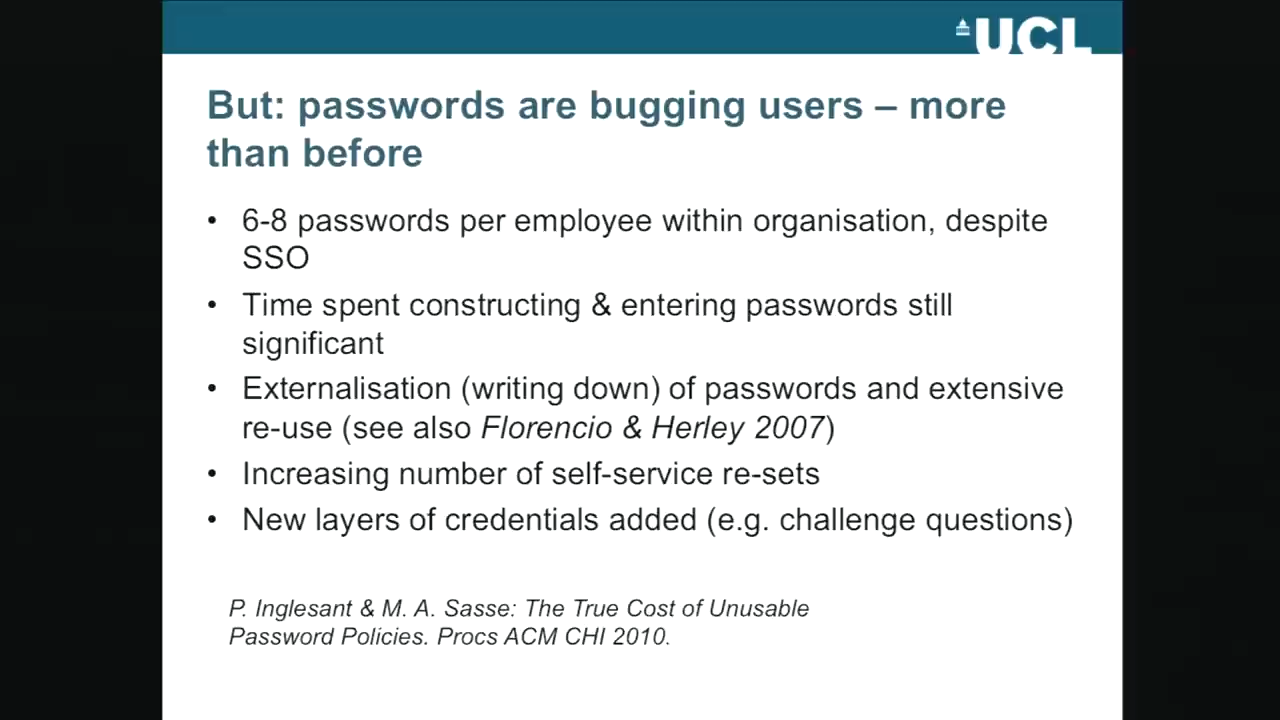 UCL
But: passwords are bugging users – more
than before
• 6-8 passwords per employee within organisation, despite
SSO
• Time spent constructing & entering passwords still
significant
• Externalisation (writing down) of passwords and extensive
re-use (see also Florencio & Herley 2007)
• Increasing number of self-service re-sets
• New layers of credentials added (e.g. challenge questions)
P. Inglesant & M. A. Sasse: The True Cost of Unusable
Password Policies. Procs ACM CHI 2010.